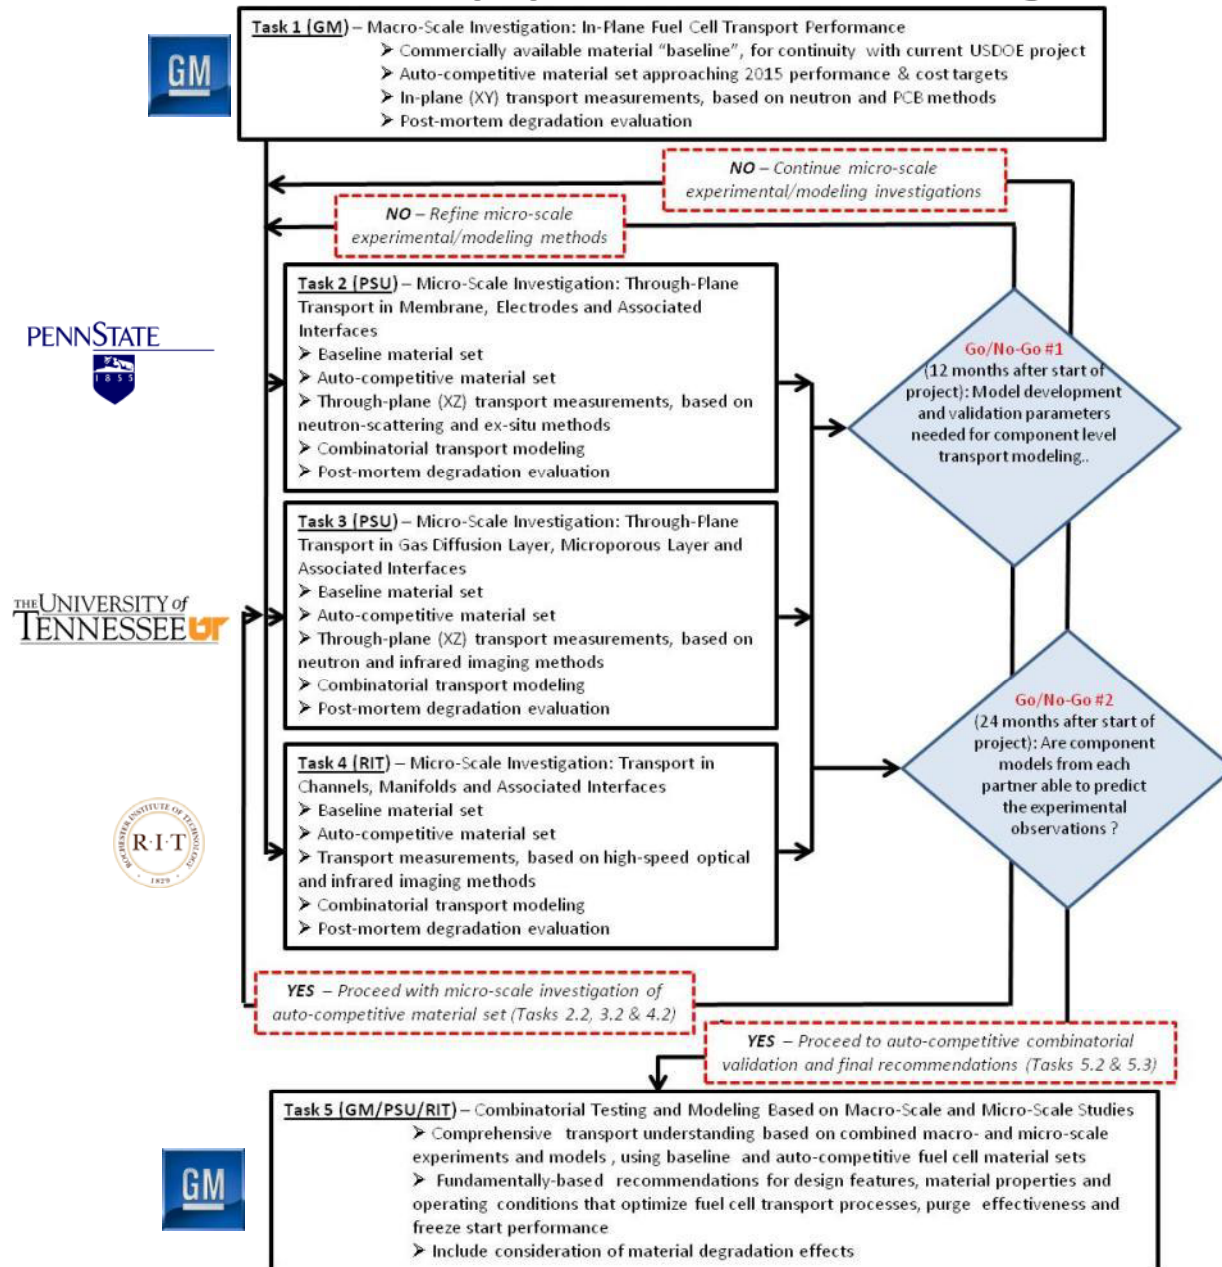 Task 1 (GM) – Macro-Scale Investigation: In-Plane Fuel Cell Transport Performance
➢ Commercially available material “baseline”, for continuity with current USDOE project
➢ Auto-competitive material set approaching 2015 performance & cost targets
➢ In-plane (XY) transport measurements, based on neutron and PCB methods
➢ Post-mortem degradation evaluation
GM
NO – Continue micro-scale
experimental/modeling investigations
NO – Refine micro-scale
experimental/modeling methods
Task 2 (PSU) – Micro-Scale Investigation: Through-Plane
Transport in Membrane, Electrodes and Associated
Interfaces
➢ Baseline material set
➢ Auto-competitive material set
➢ Through-plane (XZ) transport measurements, based on
neutron-scattering and ex-situ methods
➢ Combinatorial transport modeling
➢ Post-mortem degradation evaluation
PENNSTATE
1855
Go/No-Go #1
(12 months after start of
project): Model development
and validation parameters
needed for component level
transport modeling..
Task 3 (PSU) – Micro-Scale Investigation: Through-Plane
Transport in Gas Diffusion Layer, Microporous Layer and
Associated Interfaces
➢ Baseline material set
➢ Auto-competitive material set
➢ Through-plane (XZ) transport measurements, based on
neutron and infrared imaging methods
➢ Combinatorial transport modeling
➢ Post-mortem degradation evaluation
THE UNIVERSITY of
TENNESSEE UT
Go/No-Go #2
(24 months after start of
project): Are component
models from each
partner able to predict
the experimental
observations ?
Task 4 (RIT) – Micro-Scale Investigation: Transport in
Channels, Manifolds and Associated Interfaces
➢ Baseline material set
➢ Auto-competitive material set
➢ Transport measurements, based on high-speed optical
and infrared imaging methods
➢ Combinatorial transport modeling
➢ Post-mortem degradation evaluation
ROCHESTER INSTITUTE OF TECHNOLOGY
R·I·T
1829
YES – Proceed with micro-scale investigation of
auto-competitive material set (Tasks 2.2, 3.2 & 4.2)
YES – Proceed to auto-competitive combinatorial
validation and final recommendations (Tasks 5.2 & 5.3)
Task 5 (GM/PSU/RIT) – Combinatorial Testing and Modeling Based on Macro-Scale and Micro-Scale Studies
➢ Comprehensive transport understanding based on combined macro- and micro-scale
experiments and models , using baseline and auto-competitive fuel cell material sets
➢ Fundamentally-based recommendations for design features, material properties and
operating conditions that optimize fuel cell transport processes, purge effectiveness and
freeze start performance
➢ Include consideration of material degradation effects
GM